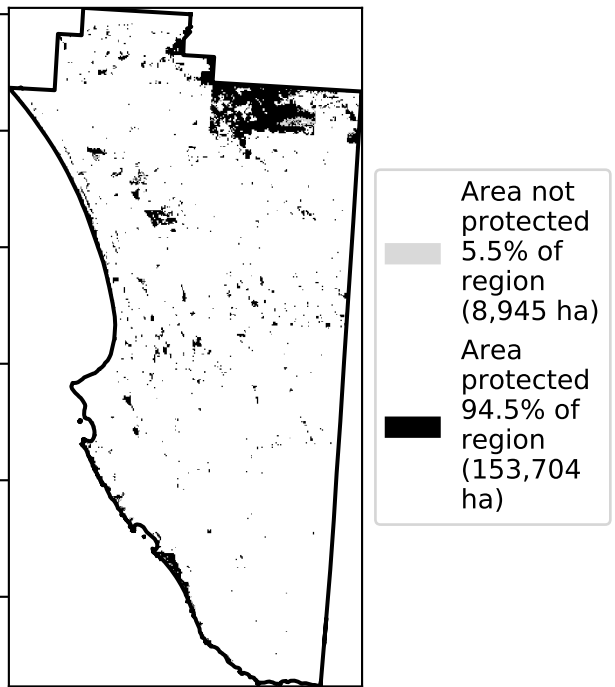 Area not
protected
5.5% of
region
(8,945 ha)
Area
protected
94.5% of
region
(153,704
ha)